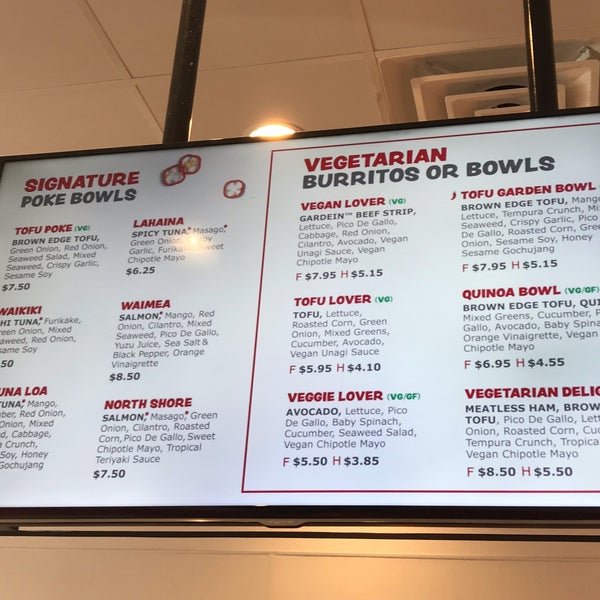 SIGNATURE
POKE BOWLS
TOFU POKE (VG)
BROWN EDGE TOFU,
Green Onion, Red Onion,
Seaweed Salad, Mixed
Seaweed, Crispy Garlic,
Sesame Soy
$7.50
WAIKIKI
TUNA,* Furikake,
Green Onion, Mixed
Seaweed, Red Onion,
Sesame Soy
50
TUNA LOA
TUNA,* Mango,
Red Onion,
Mixed
Cabbage,
Crunch,
Soy, Honey
Gochujang
LAHAINA
SPICY TUNA,* Masago,*
Green Onion, Crispy
Garlic, Furikake, Sweet
Chipotle Mayo
$6.25
WAIMEA
SALMON,* Mango, Red
Onion, Cilantro, Mixed
Seaweed, Pico De Gallo,
Yuzu Juice, Sea Salt &
Black Pepper, Orange
Vinaigrette
$8.50
NORTH SHORE
SALMON,* Masago,* Green
Onion, Cilantro, Roasted
Corn, Pico De Gallo, Sweet
Chipotle Mayo, Tropical
Teriyaki Sauce
$7.50
VEGETARIAN
BURRITOS OR BOWLS
VEGAN LOVER (VG)
GARDEIN™ BEEF STRIP,
Lettuce, Pico De Gallo,
Cabbage, Red Onion,
Cilantro, Avocado, Vegan
Unagi Sauce, Vegan
Chipotle Mayo
F $7.95 H $5.15
TOFU LOVER (VG)
TOFU, Lettuce,
Roasted Corn, Green
Onion, Mixed Greens,
Cucumber, Avocado,
Vegan Unagi Sauce
F $5.95 H $4.10
VEGGIE LOVER (VG/GF)
AVOCADO, Lettuce, Pico
De Gallo, Baby Spinach,
Cucumber, Seaweed Salad,
Vegan Chipotle Mayo
F $5.50 H $3.85
TOFU GARDEN BOWL
BROWN EDGE TOFU, Mango,
Lettuce, Tempura Crunch,
Seaweed, Crispy Garlic, Pico
De Gallo, Roasted Corn, Green
Onion, Sesame Soy, Honey
Sesame Gochujang
F $7.95 H $5.15
QUINOA BOWL (VG/GF)
BROWN EDGE TOFU,
Mixed Greens, Cucumber,
Gallo, Avocado, Baby
Orange Vinaigrette, Vegan
Chipotle Mayo
F $6.95 H $4.55
VEGETARIAN
MEATLESS HAM,
TOFU, Pico De Gallo,
Onion, Roasted Corn,
Tempura Crunch, Tropical
Vegan Chipotle Mayo
F $8.50 H $5.50